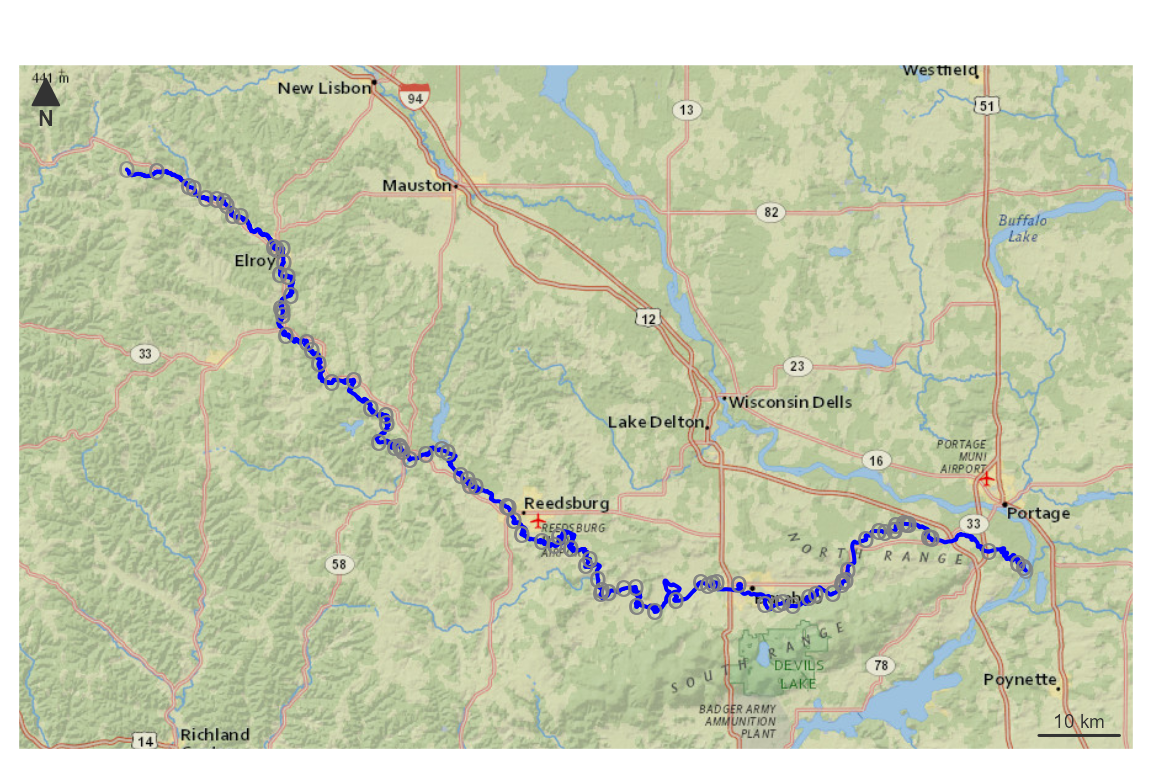 441 m
N
New Lisbon
94
13
Westfield
51
Mauston
82
Buffalo
Lake
Elroy
12
33
23
Wisconsin Dells
Lake Delton
PORTAGE
MUNI
AIRPORT
16
Reedsburg
Portage
REEDSBURG
33
NORTH RANGE
58
SOUTH RANGE
DEVILS
LAKE
78
Poynette
BADGER ARMY
AMMUNITION
PLANT
10 km
14
Richland